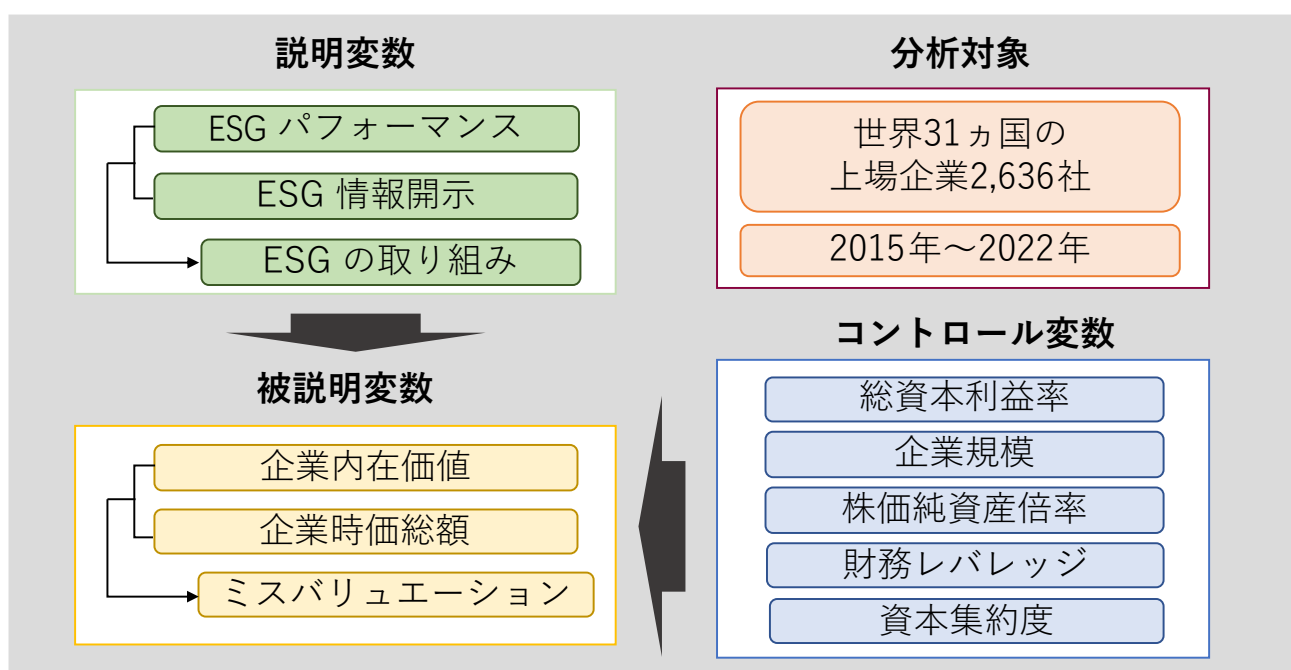 説明変数
ESG パフォーマンス
ESG 情報開示
ESG の取り組み
被説明変数
企業内在価値
企業時価総額
ミスバリュエーション
分析対象
世界31ヵ国の
上場企業2,636社
2015年～2022年
コントロール変数
総資本利益率
企業規模
株価純資産倍率
財務レバレッジ
資本集約度